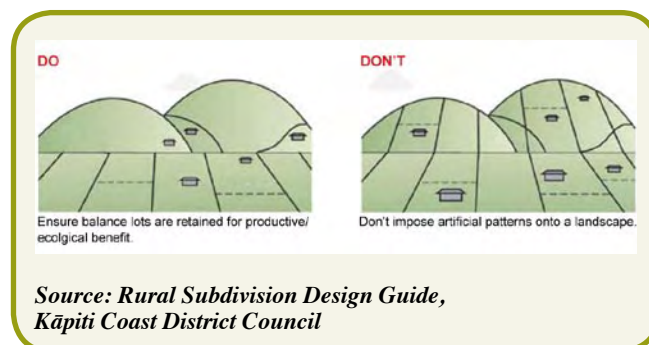 DO
Ensure balance lots are retained for productive/
ecolgical benefit.
DON'T
Don't impose artificial patterns onto a landscape.
Source: Rural Subdivision Design Guide,
Kāpiti Coast District Council